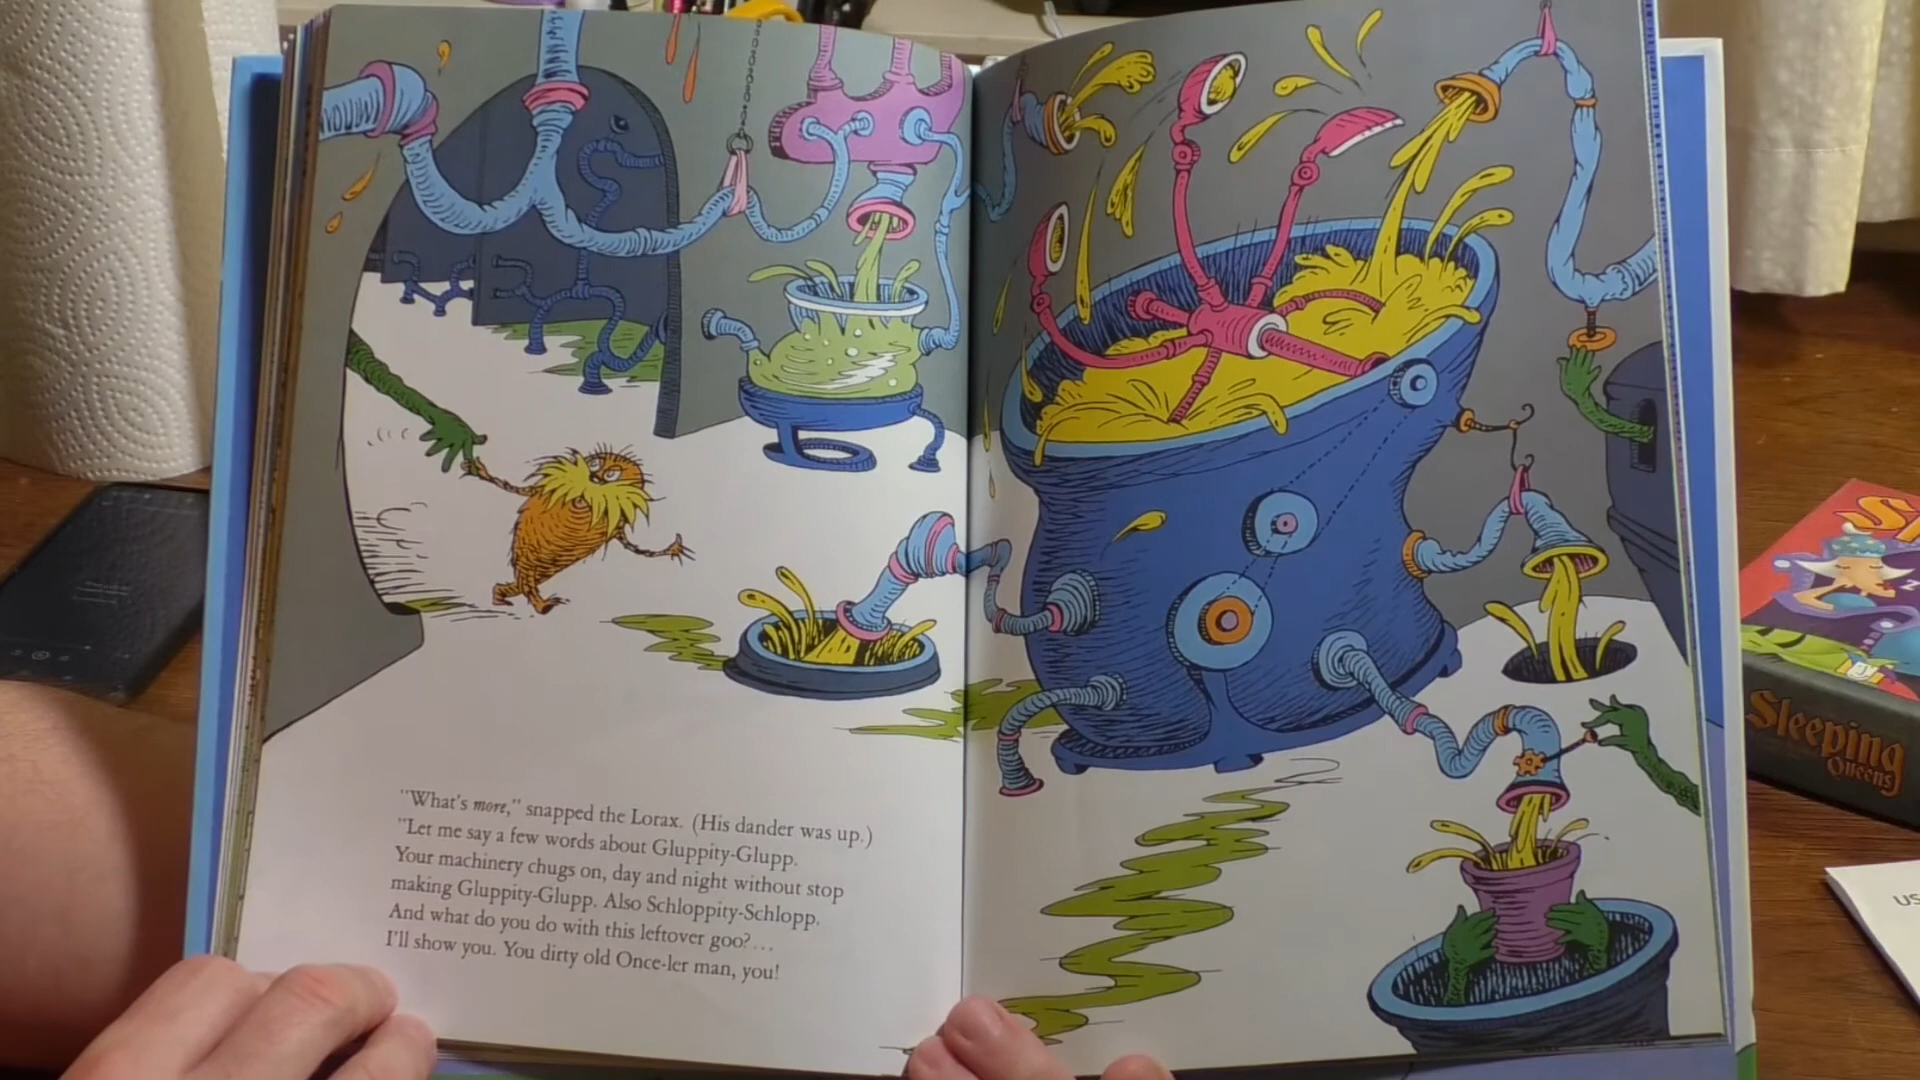 "What's more," snapped the Lorax. (His dander was up.)
"Let me say a few words about Gluppity-Glupp.
Your machinery chugs on, day and night without stop
making Gluppity-Glupp. Also Schloppity-Schlopp.
And what do you do with this leftover goo?...
I'll show you. You dirty old Once-ler man, you!
Sleeping
Queens
US